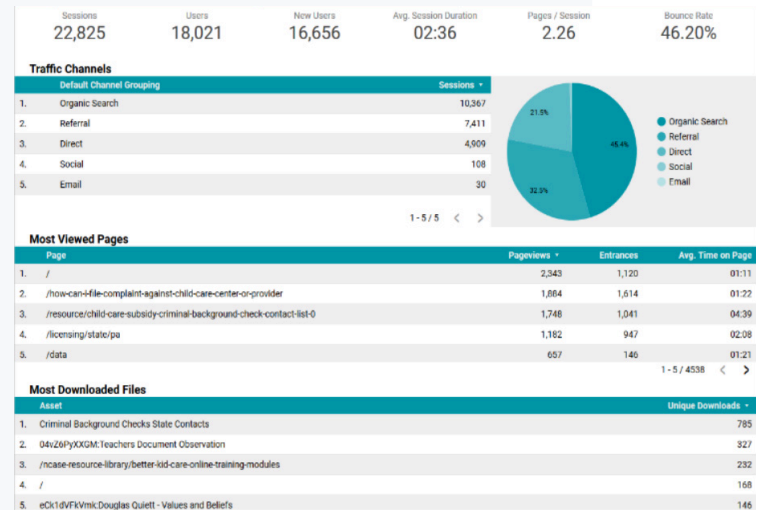 Sessions Users New Users Avg. Session Duration Pages / Session Bounce Rate
22,825 18,021 16,656 02:36 2.26 46.20%
Traffic Channels
Default Channel Grouping Sessions
1. Organic Search 10,367
2. Referral 7,411
3. Direct 4,909
4. Social 108
5. Email 30
1 - 5 / 5
21.5%
45.4%
32.5%
Organic Search
Referral
Direct
Social
Email
Most Viewed Pages
Page Pageviews Entrances Avg. Time on Page
1. / 2,343 1,120 01:11
2. /how-can-i-file-complaint-against-child-care-center-or-provider 1,884 1,614 01:22
3. /resource/child-care-subsidy-criminal-background-check-contact-list-0 1,748 1,041 04:39
4. /licensing/state/pa 1,182 947 02:08
5. /data 657 146 01:21
1 - 5 / 4538
Most Downloaded Files
Asset Unique Downloads
1. Criminal Background Checks State Contacts 785
2. 04vZ6PyXXGM:Teachers Document Observation 327
3. /ncase-resource-library/better-kid-care-online-training-modules 232
4. / 168
5. eCk1dVFkVmk:Douglas Quiett - Values and Beliefs 146